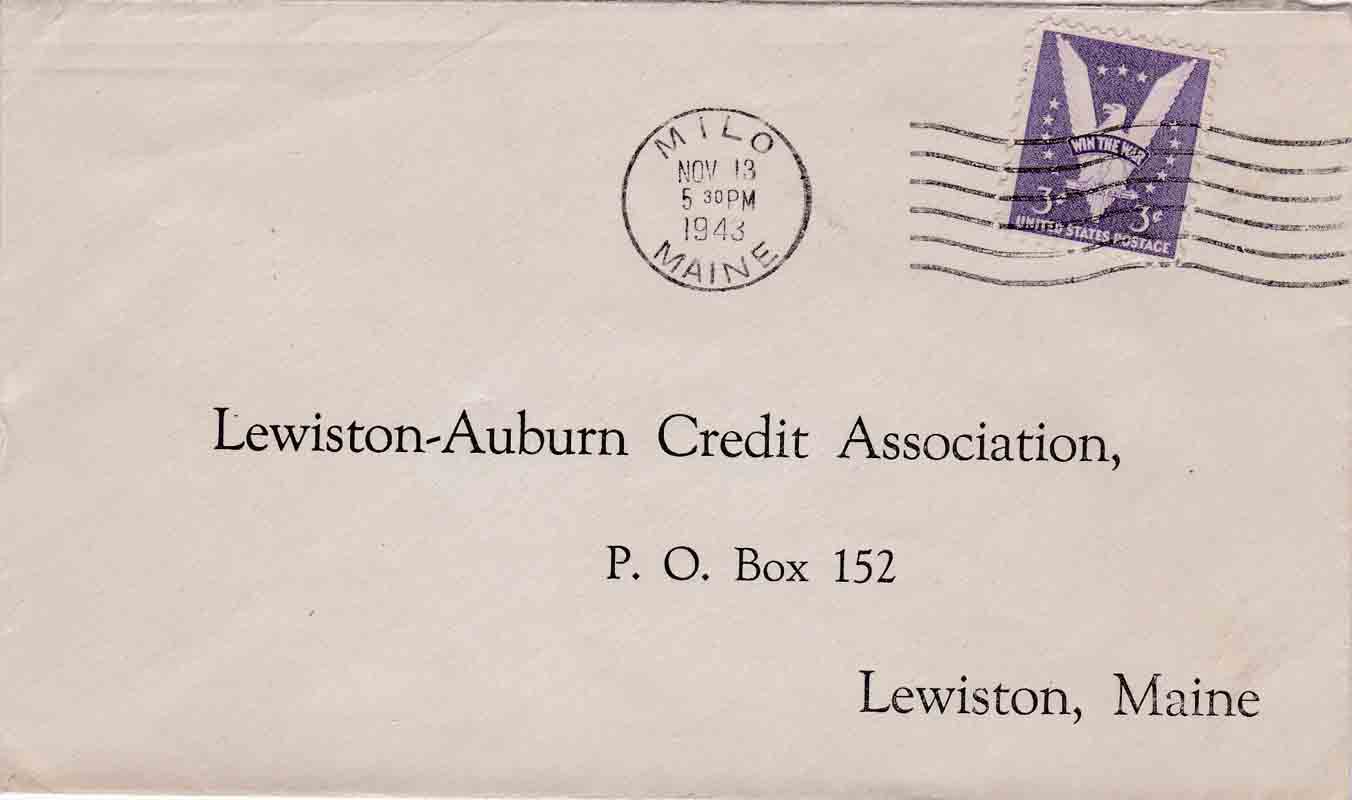 MILO
NOV 13
5 30 PM
1943
MAINE
WIN THE WAR
3¢ 3¢
UNITED STATES POSTAGE
Lewiston-Auburn Credit Association,
P. O. Box 152
Lewiston, Maine